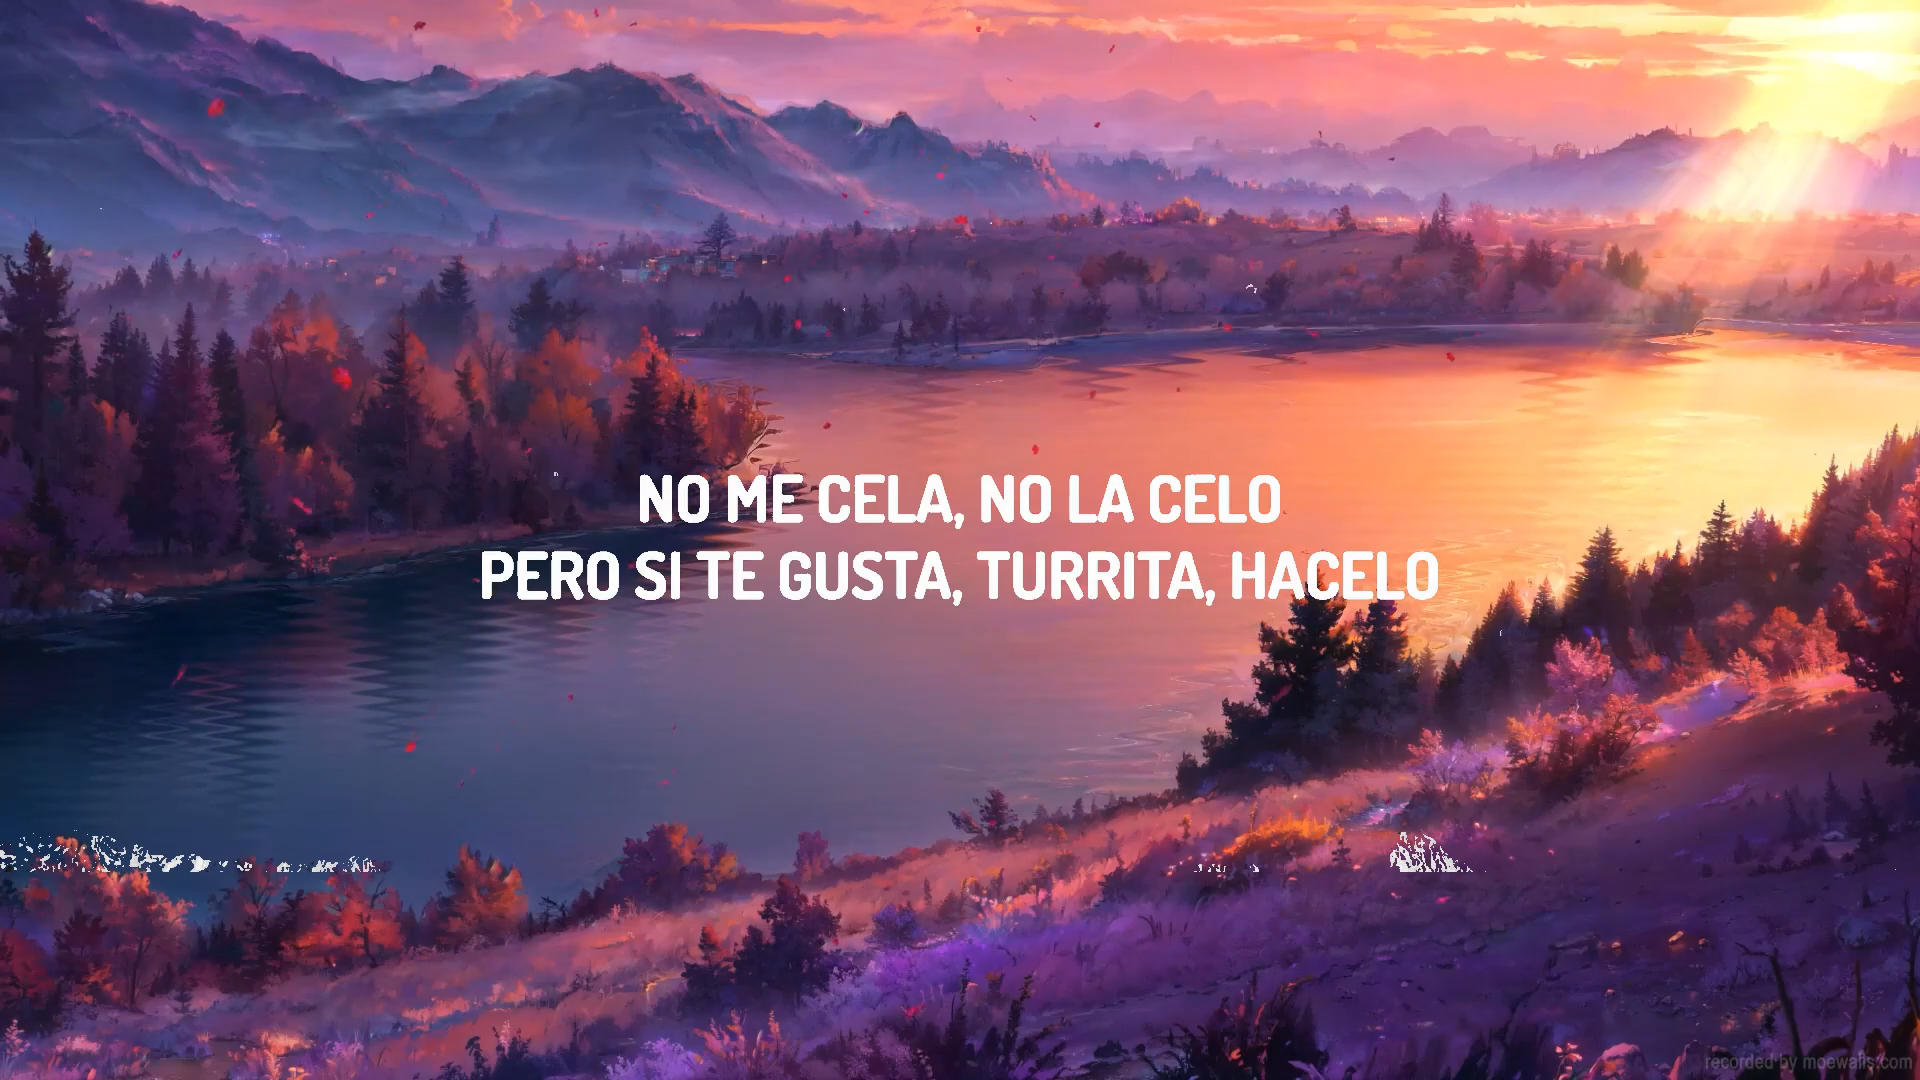 NO ME CELA, NO LA CELO
PERO SI TE GUSTA, TURRITA, HACELO
recorded by moewalls.com